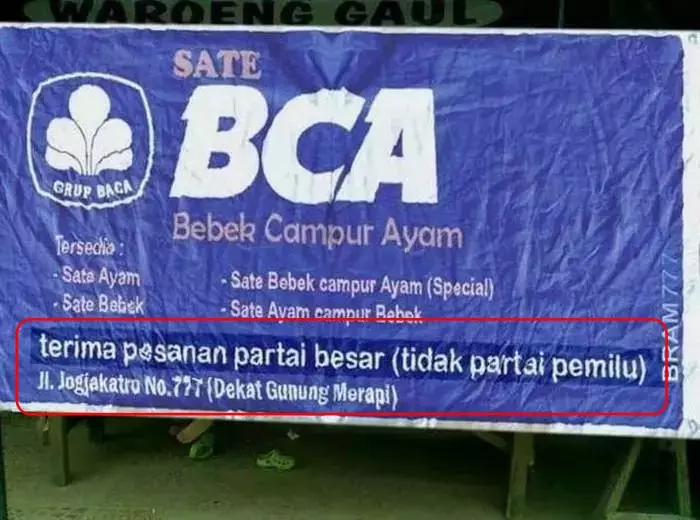 WAROENG GAUL
SATE
BCA
GRUP BACA
Bebek Campur Ayam
Tersedia :
- Sate Ayam
- Sate Bebek
- Sate Bebek campur Ayam (Special)
- Sate Ayam campur Bebek
terima pesanan partai besar (tidak partai pemilu)
Jl. Jogjakatro No.777 (Dekat Gunung Merapi)
BRAM777